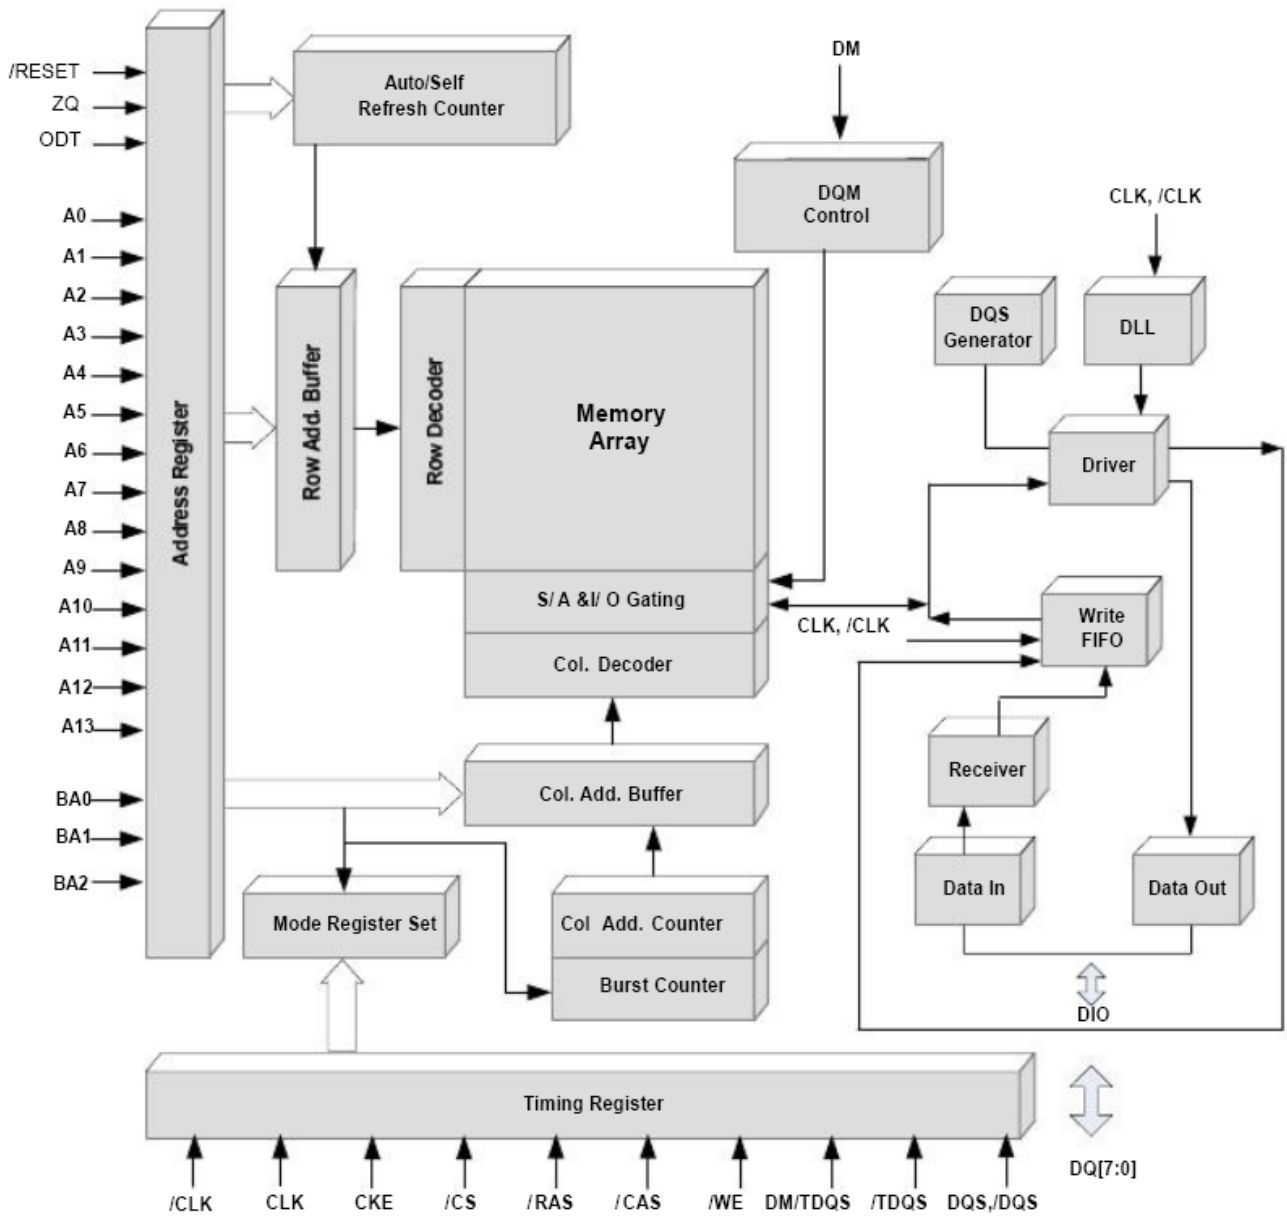 /RESET
ZQ
ODT
A0
A1
A2
A3
A4
A5
A6
A7
A8
A9
A10
A11
A12
A13
BA0
BA1
BA2
Address Register
Auto/Self
Refresh Counter
Row Add. Buffer
Row Decoder
Memory
Array
S/ A &I/ O Gating
Col. Decoder
Col. Add. Buffer
Mode Register Set
Col Add. Counter
Burst Counter
DM
DQM
Control
CLK, /CLK
DQS
Generator
DLL
Driver
CLK, /CLK
Write
FIFO
Receiver
Data In
Data Out
DIO
Timing Register
DQ[7:0]
/CLK
CLK
CKE
/CS
/RAS
/CAS
/WE
DM/TDQS
/TDQS
DQS,/DQS